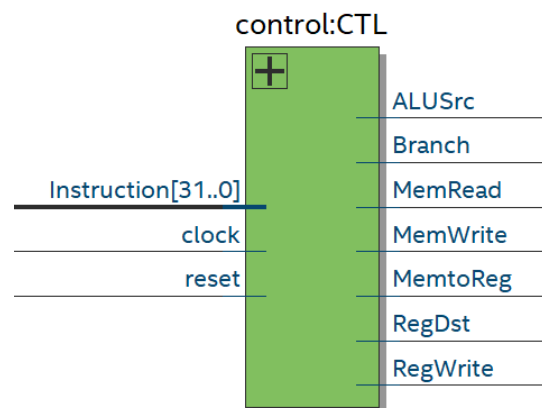 control:CTL
Instruction[31..0]
clock
reset
ALUSrc
Branch
MemRead
MemWrite
MemtoReg
RegDst
RegWrite